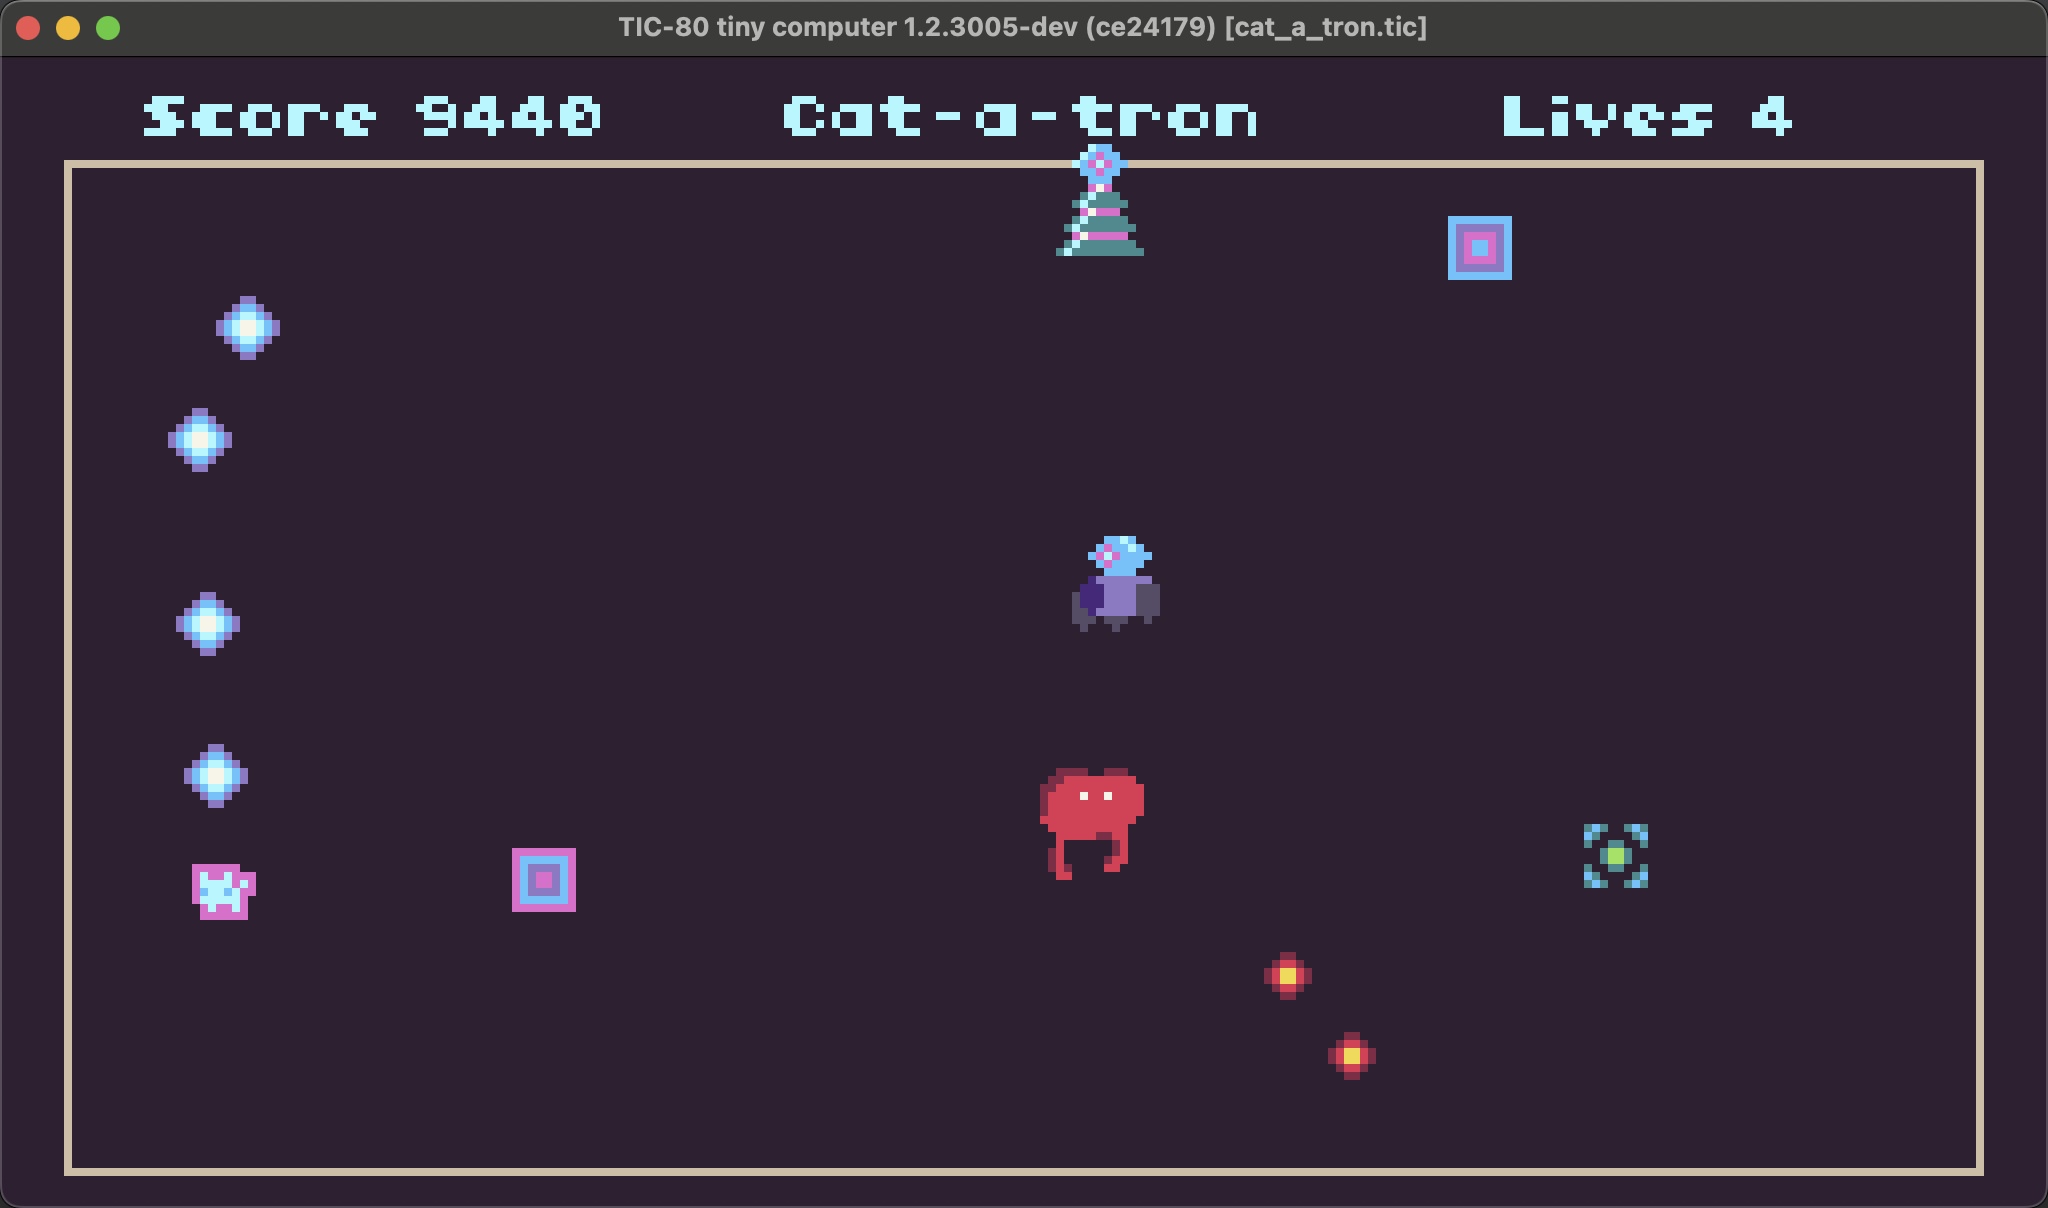 TIC-80 tiny computer 1.2.3005-dev (ce24179) [cat_a_tron.tic]
Score 9440 Cat-a-tron Lives 4